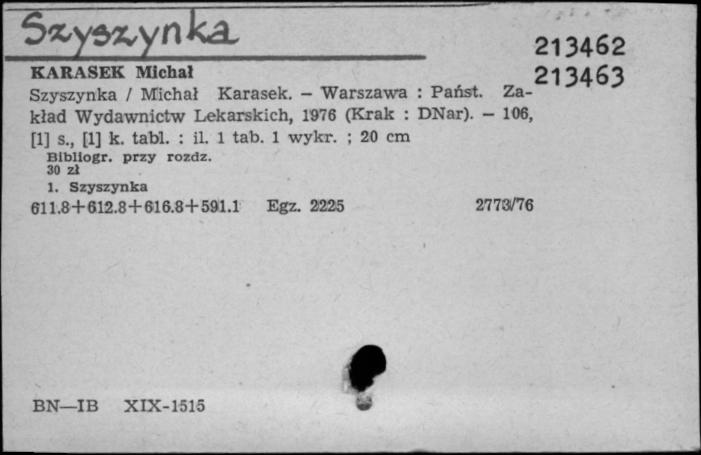 Szyszynka
213462
213463
KARASEK Michał
Szyszynka / Michał Karasek. – Warszawa : Państ. Za-
kład Wydawnictw Lekarskich, 1976 (Krak : DNar). – 106,
[1] s., [1] k. tabl. : il. 1 tab. 1 wykr. ; 20 cm
Bibliogr. przy rozdz.
30 zł
1. Szyszynka
611.8+612.8+616.8+591.1 Egz. 2225 2773/76
BN—IB XIX-1515